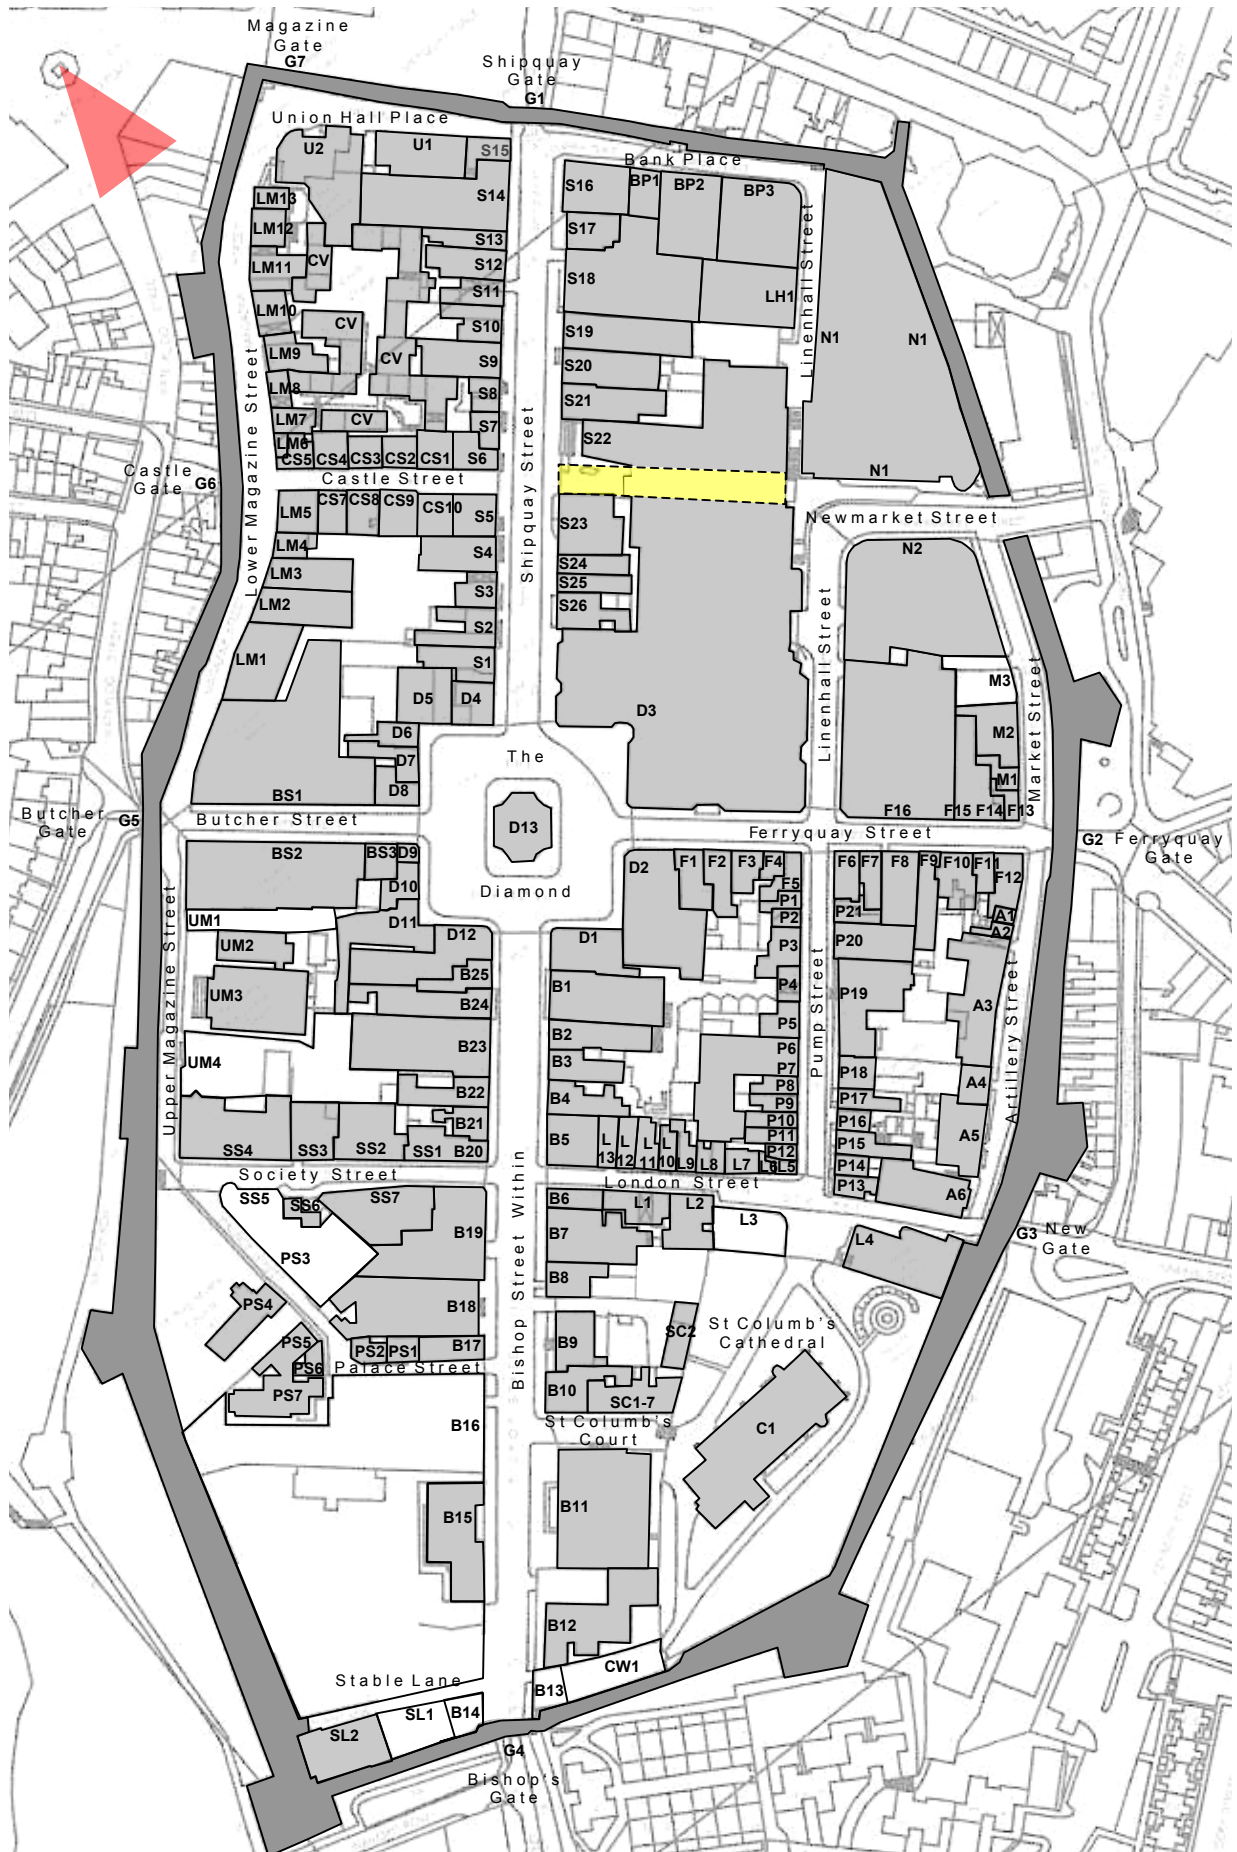 Magazine
Gate
G7
Shipquay
Gate
G1
Union Hall Place
U2
U1
S15
Bank Place
S14
S16
BP1
BP2
BP3
LM13
LM12
S13
S17
CV
S12
LM11
S18
S11
LH1
LM10
CV
S10
S19
N1
N1
LM9
CV
S9
S20
LM8
S8
S21
LM7
CV
S7
S22
LM6
CS5
CS4
CS3
CS2
CS1
S6
Castle
Gate
G6
Castle Street
N1
Lower Magazine Street
Shipquay Street
Linenhall Street
LM5
CS7
CS8
CS9
CS10
S5
S23
Newmarket Street
LM4
S4
N2
LM3
S24
S25
LM2
S3
S26
S2
LM1
S1
M3
D5
D4
D3
Linenhall Street
Market Street
D6
M2
The
D7
M1
BS1
D8
F16
F15
F14
F13
Butcher
Gate
G5
Butcher Street
D13
Ferryquay Street
G2
Ferryquay
Gate
BS2
BS3
D9
D2
F1
F2
F3
F4
F5
F6
F7
F8
F9
F10
F11
F12
D10
Diamond
P1
UM1
D11
P2
P21
A1
A2
UM2
D12
D1
P3
P20
B25
B1
P4
UM3
B24
P19
A3
P5
B2
B23
P6
UM4
B3
P7
P18
Upper Magazine Street
Pump Street
Artillery Street
B22
B4
P8
P17
A4
P9
B21
P10
P16
B5
L
13
L
12
L
11
L
10
L9
L8
L7
L6
L5
P11
P15
A5
SS4
SS3
SS2
SS1
B20
P12
P14
Society Street
London Street
P13
A6
SS5
SS6
SS7
B6
L1
L2
L3
B19
B7
L4
G3
New
Gate
PS3
B8
PS4
B18
Bishop Street Within
SC2
St Columb's
Cathedral
PS5
PS2
PS1
B17
B9
PS6
Palace Street
PS7
B10
SC1-7
B16
St Columb's
Court
C1
B15
B11
B12
Stable Lane
CW1
B13
SL1
B14
SL2
G4
Bishop's
Gate